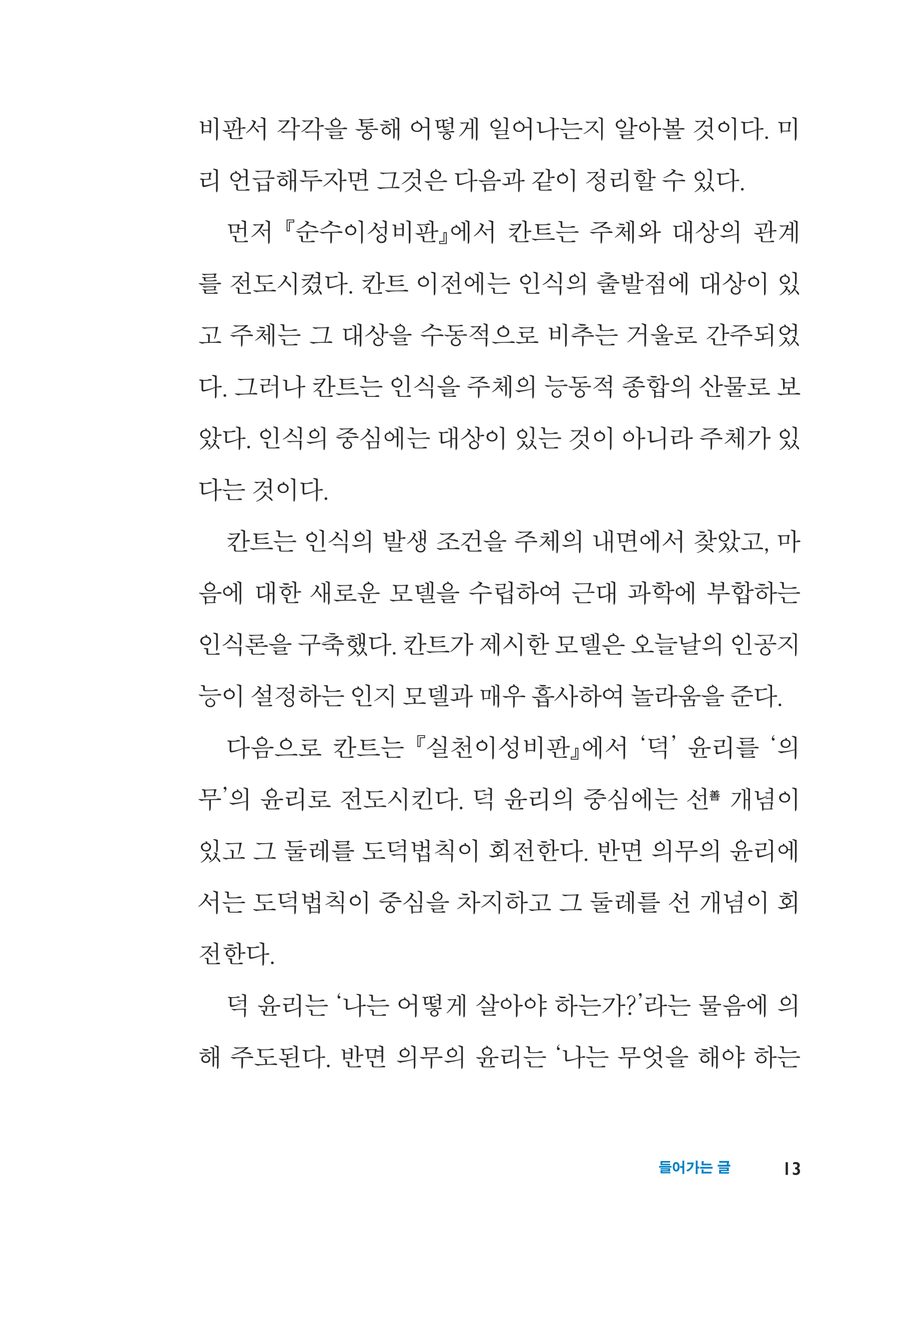 비판서 각각을 통해 어떻게 일어나는지 알아볼 것이다. 미
리 언급해두자면 그것은 다음과 같이 정리할 수 있다.
먼저 『순수이성비판』에서 칸트는 주체와 대상의 관계
를 전도시켰다. 칸트 이전에는 인식의 출발점에 대상이 있
고 주체는 그 대상을 수동적으로 비추는 거울로 간주되었
다. 그러나 칸트는 인식을 주체의 능동적 종합의 산물로 보
았다. 인식의 중심에는 대상이 있는 것이 아니라 주체가 있
다는 것이다.
칸트는 인식의 발생 조건을 주체의 내면에서 찾았고, 마
음에 대한 새로운 모델을 수립하여 근대 과학에 부합하는
인식론을 구축했다. 칸트가 제시한 모델은 오늘날의 인공지
능이 설정하는 인지 모델과 매우 흡사하여 놀라움을 준다.
다음으로 칸트는 『실천이성비판』에서 ‘덕’ 윤리를 ‘의
무’의 윤리로 전도시킨다. 덕 윤리의 중심에는 선善 개념이
있고 그 둘레를 도덕법칙이 회전한다. 반면 의무의 윤리에
서는 도덕법칙이 중심을 차지하고 그 둘레를 선 개념이 회
전한다.
덕 윤리는 ‘나는 어떻게 살아야 하는가?’라는 물음에 의
해 주도된다. 반면 의무의 윤리는 ‘나는 무엇을 해야 하는
들어가는 글 13